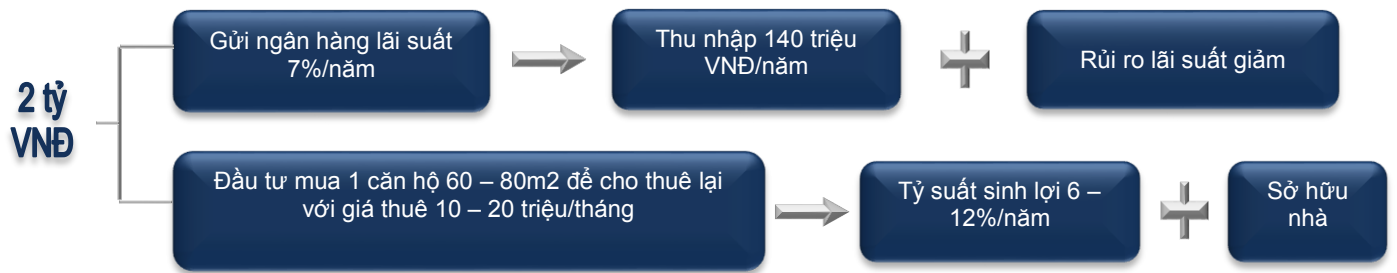 2 tỷ
VNĐ
Gửi ngân hàng lãi suất
7%/năm
Thu nhập 140 triệu
VNĐ/năm
Rủi ro lãi suất giảm
Đầu tư mua 1 căn hộ 60 – 80m2 để cho thuê lại
với giá thuê 10 – 20 triệu/tháng
Tỷ suất sinh lợi 6 –
12%/năm
Sở hữu
nhà